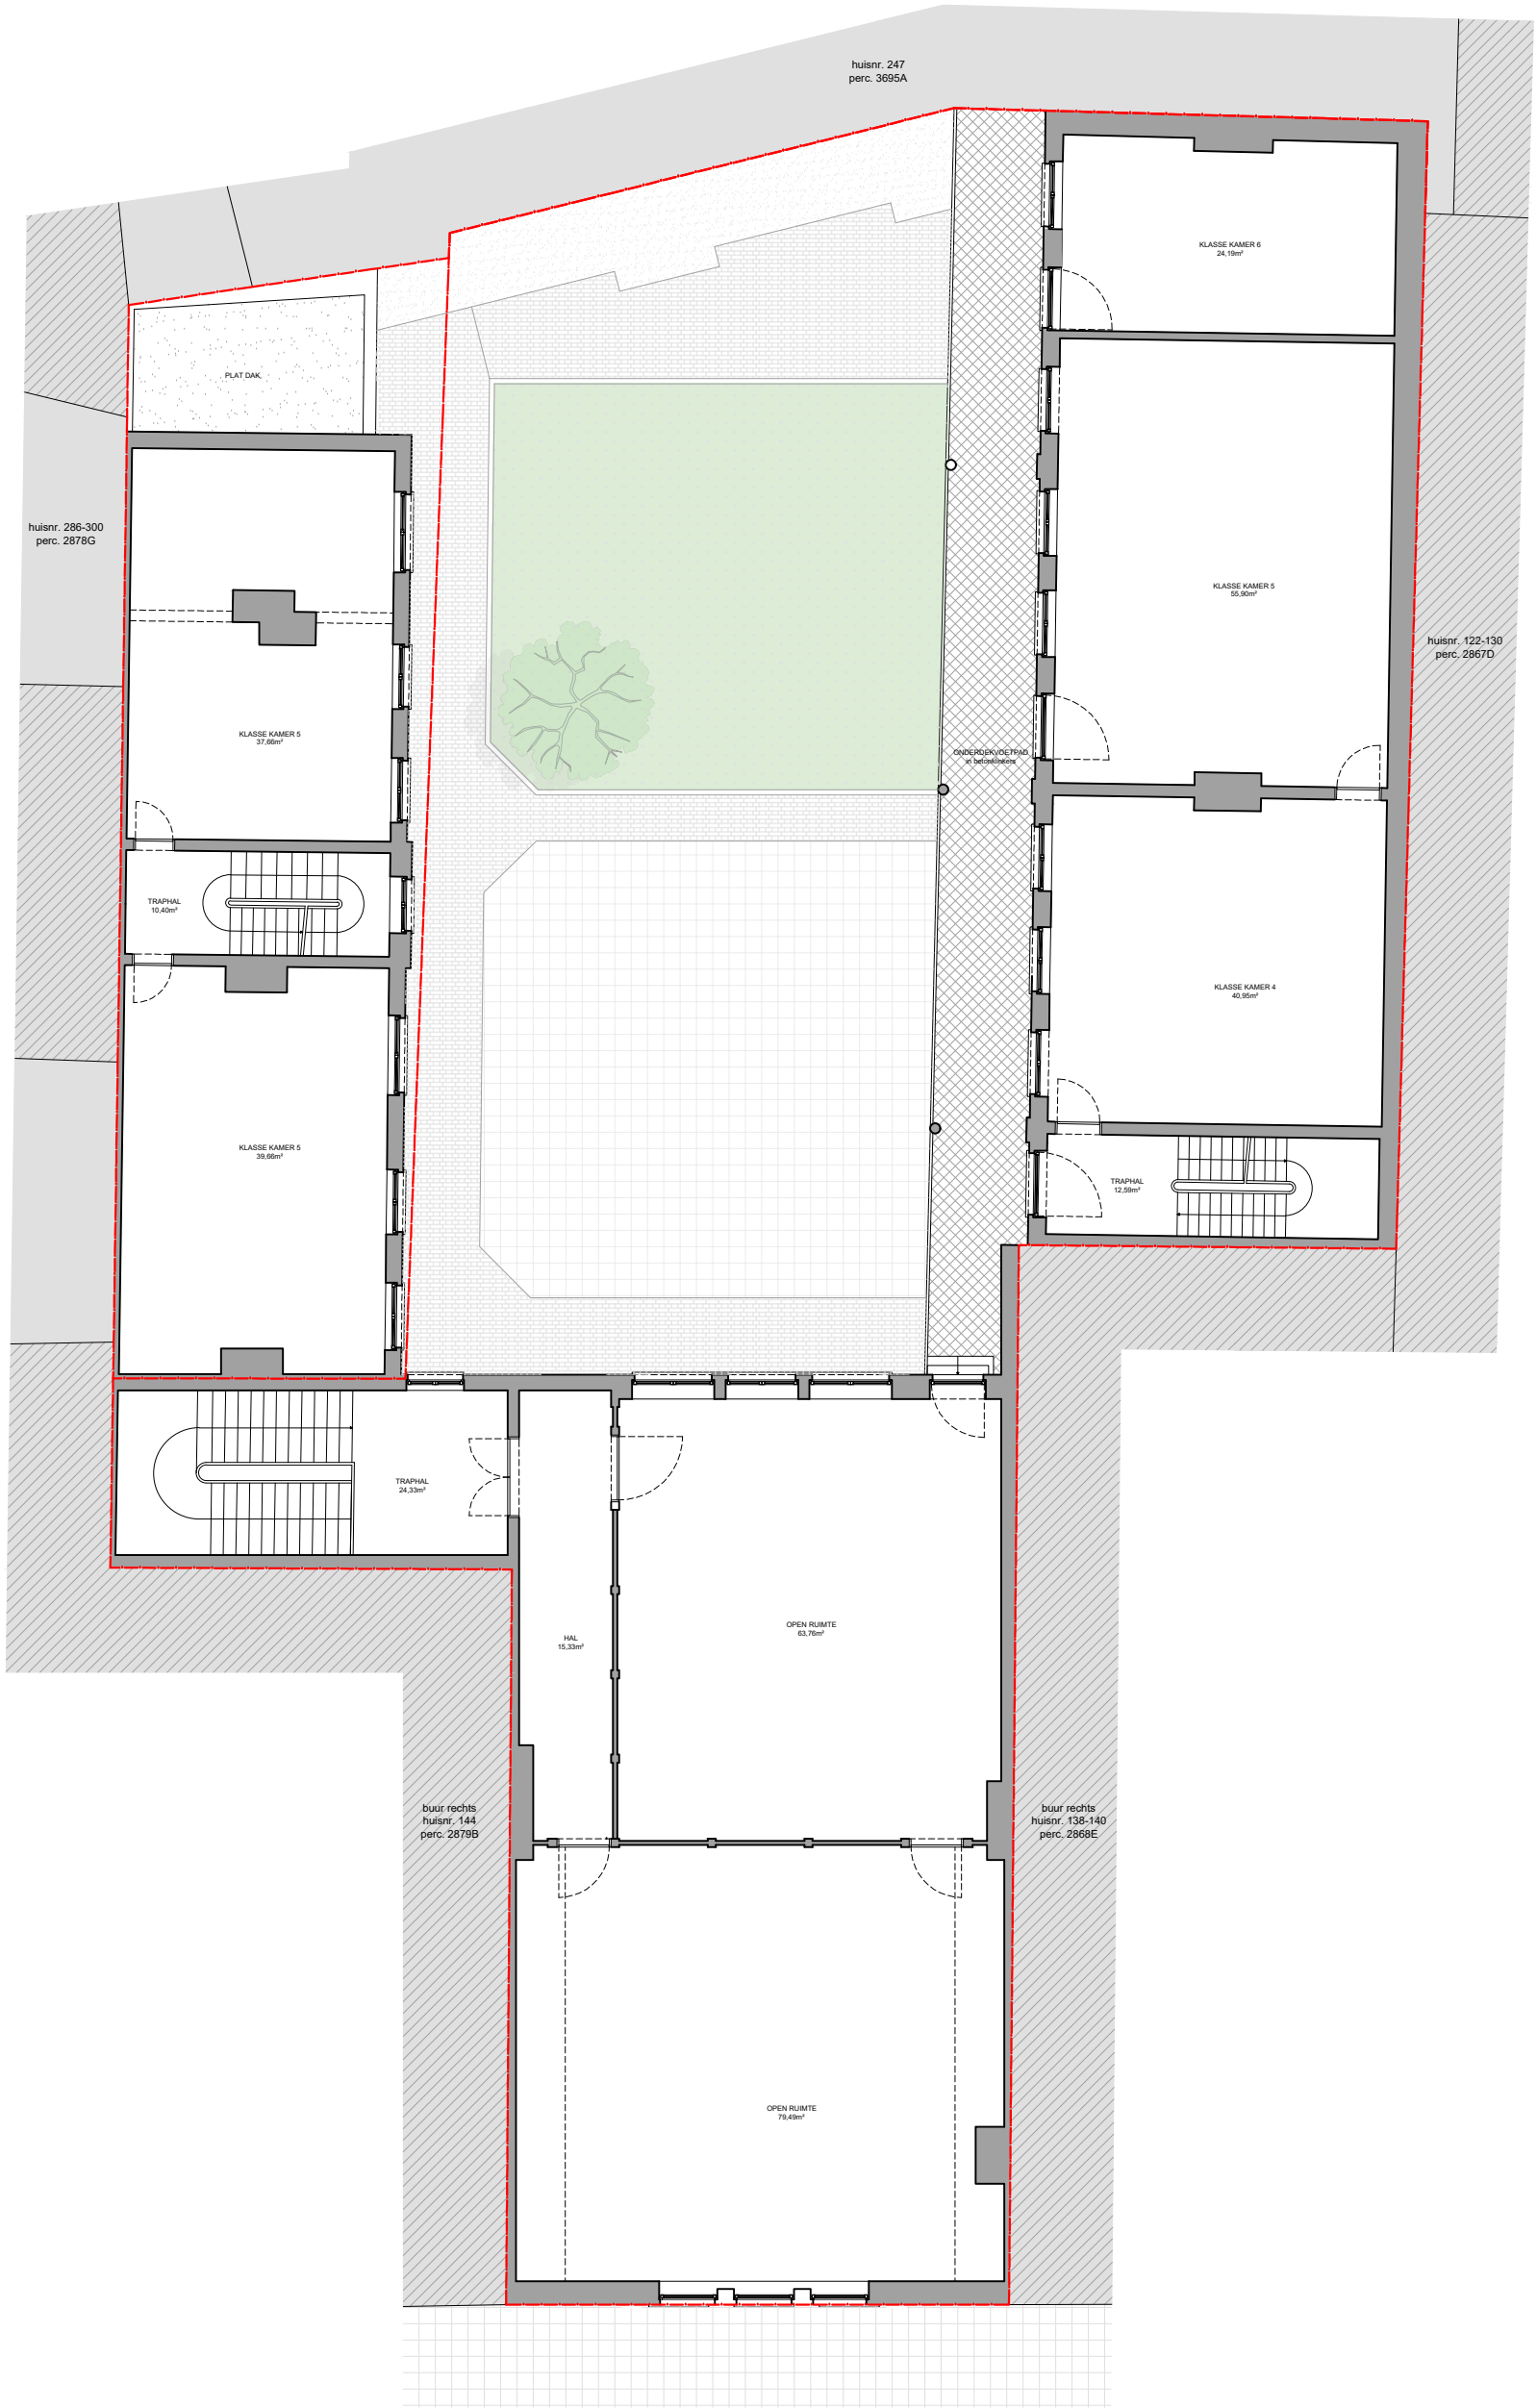 huisnr. 247
perc. 3695A
KLASSE KAMER 6
24,19m²
PLAT DAK
huisnr. 286-300
perc. 2878G
KLASSE KAMER 5
55,90m²
huisnr. 122-130
perc. 2867D
KLASSE KAMER 5
37,66m²
ONDERDEKVOETPAD
in betonklinkers
TRAPHAL
10,40m²
KLASSE KAMER 4
40,95m²
KLASSE KAMER 5
39,66m²
TRAPHAL
12,59m²
TRAPHAL
24,33m²
HAL
15,33m²
OPEN RUIMTE
63,76m²
buur rechts
huisnr. 144
perc. 2879B
buur rechts
huisnr. 138-140
perc. 2868E
OPEN RUIMTE
79,49m²